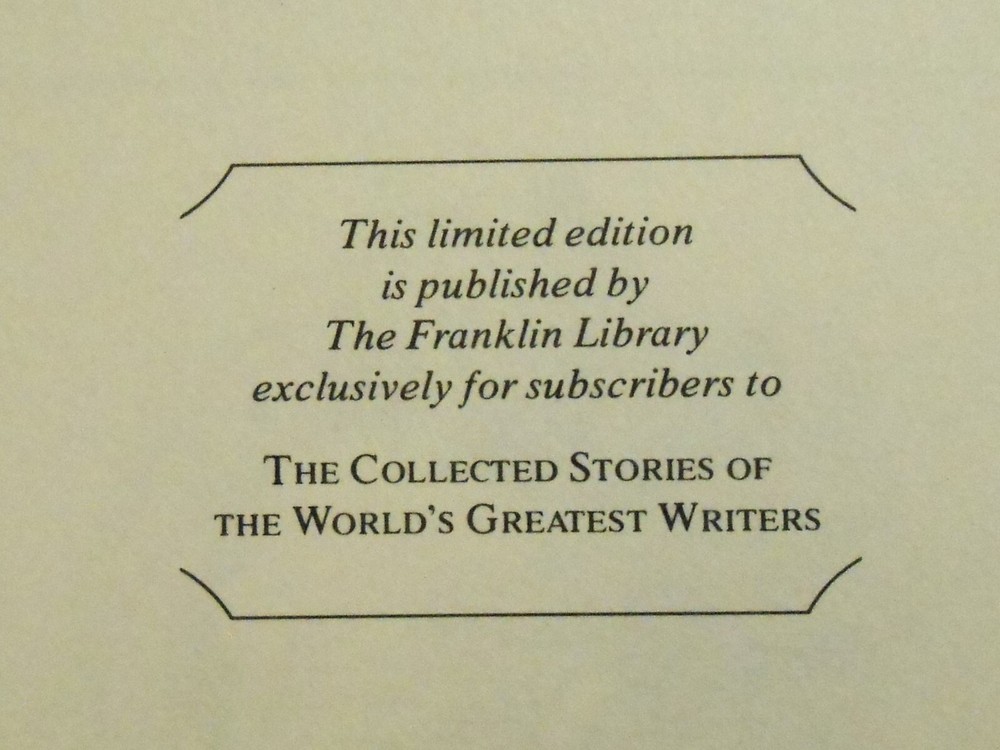 This limited edition
is published by
The Franklin Library
exclusively for subscribers to
THE COLLECTED STORIES OF
THE WORLD'S GREATEST WRITERS